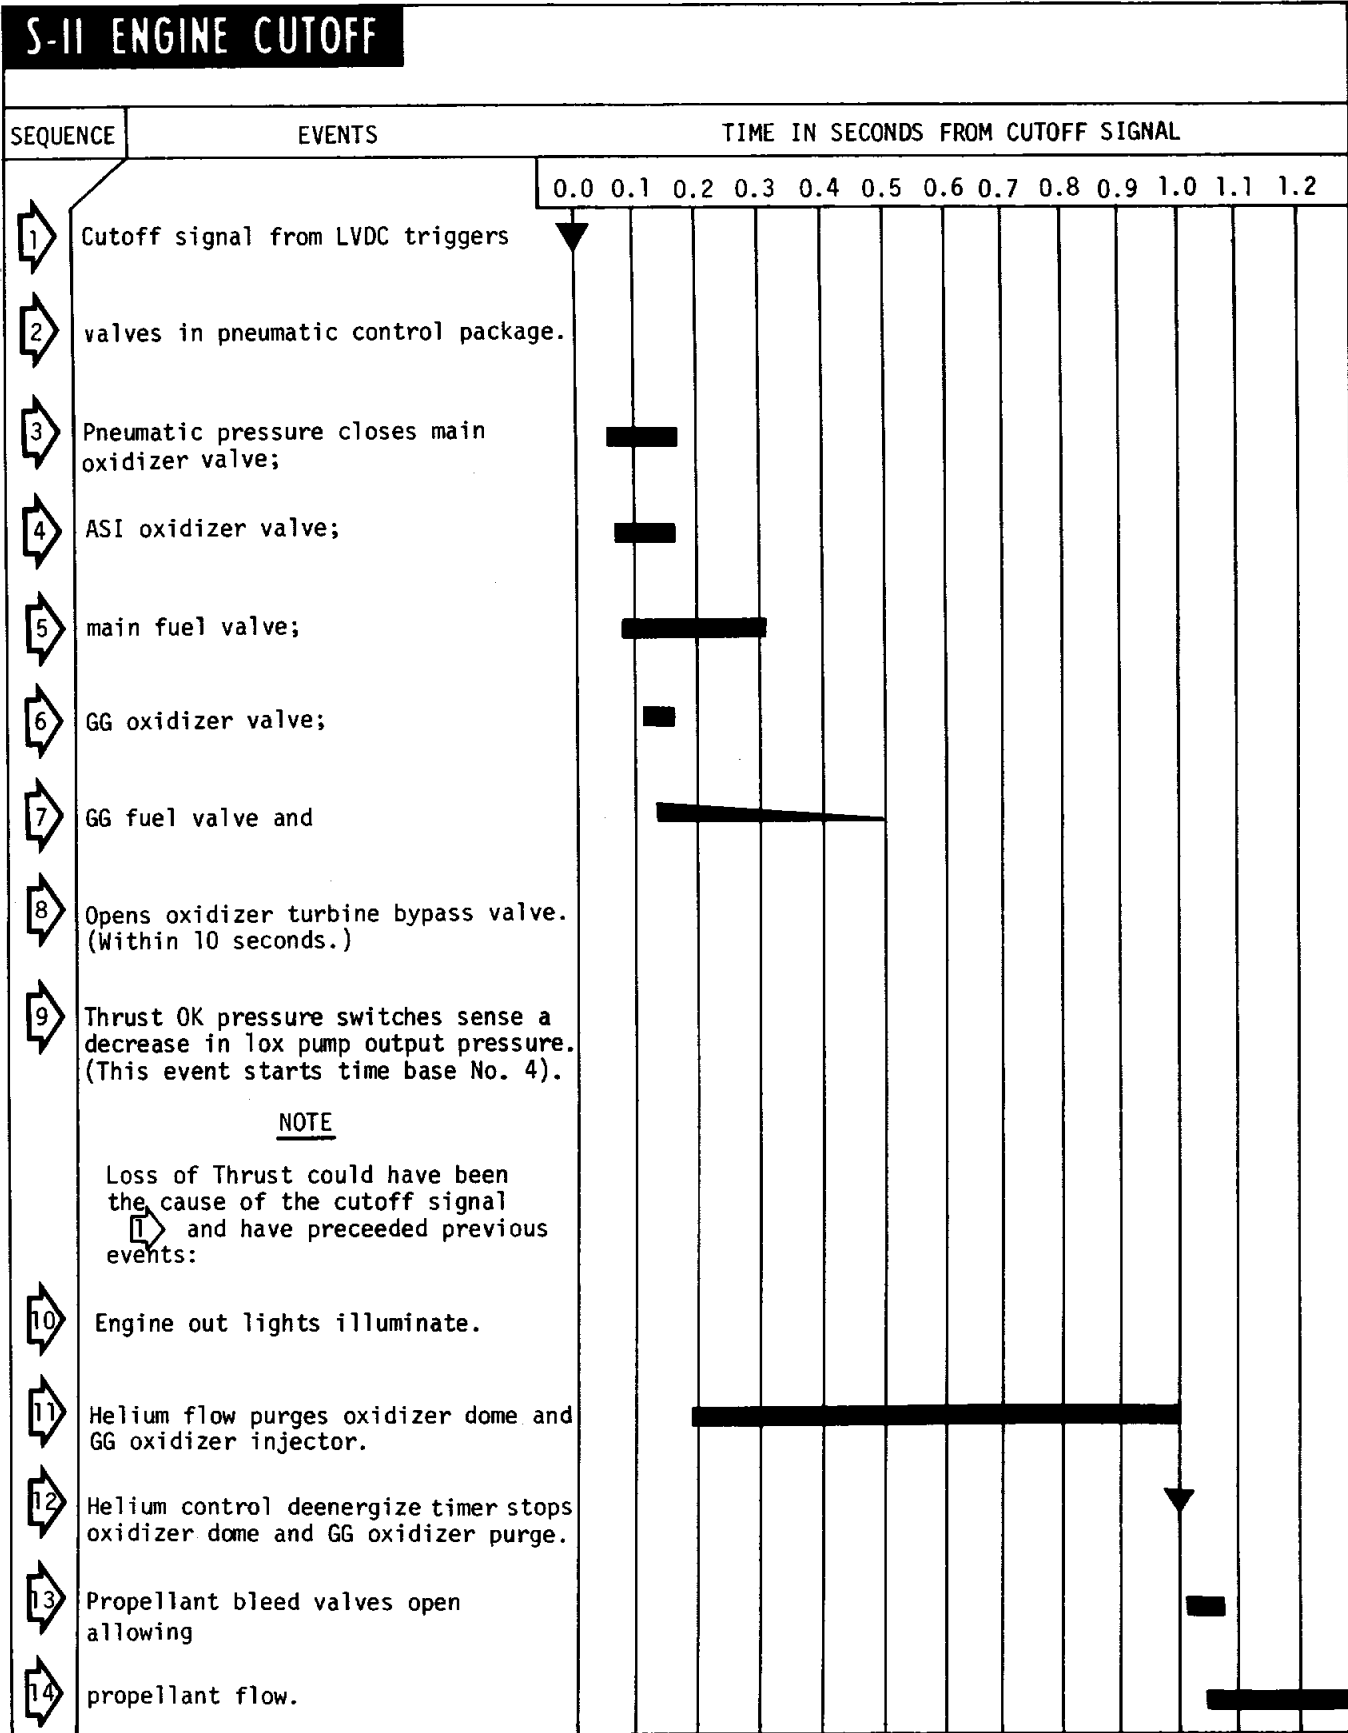 S-II ENGINE CUTOFF
SEQUENCE EVENTS TIME IN SECONDS FROM CUTOFF SIGNAL
0.0 0.1 0.2 0.3 0.4 0.5 0.6 0.7 0.8 0.9 1.0 1.1 1.2
1 Cutoff signal from LVDC triggers
2 valves in pneumatic control package.
3 Pneumatic pressure closes main
oxidizer valve;
4 ASI oxidizer valve;
5 main fuel valve;
6 GG oxidizer valve;
7 GG fuel valve and
8 Opens oxidizer turbine bypass valve.
(Within 10 seconds.)
9 Thrust OK pressure switches sense a
decrease in lox pump output pressure.
(This event starts time base No. 4).
NOTE
Loss of Thrust could have been
the cause of the cutoff signal
1 and have preceeded previous
events:
10 Engine out lights illuminate.
11 Helium flow purges oxidizer dome and
GG oxidizer injector.
12 Helium control deenergize timer stops
oxidizer dome and GG oxidizer purge.
13 Propellant bleed valves open
allowing
14 propellant flow.